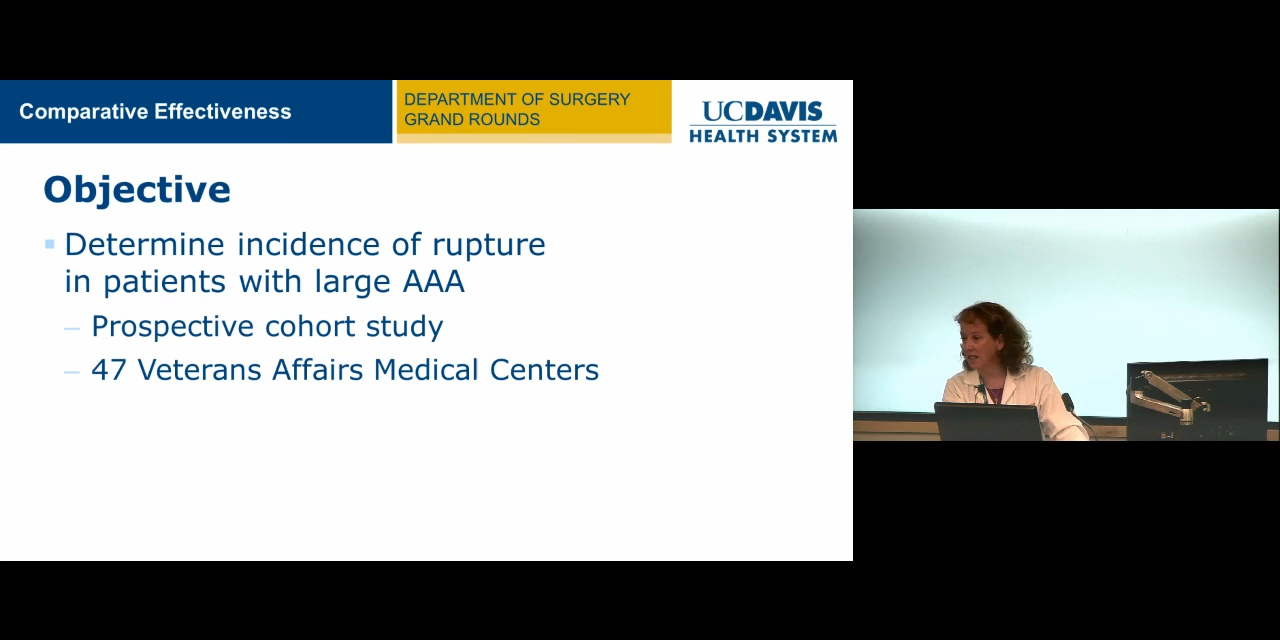 Comparative Effectiveness
DEPARTMENT OF SURGERY
GRAND ROUNDS
UCDAVIS
HEALTH SYSTEM
Objective
Determine incidence of rupture
in patients with large AAA
– Prospective cohort study
– 47 Veterans Affairs Medical Centers